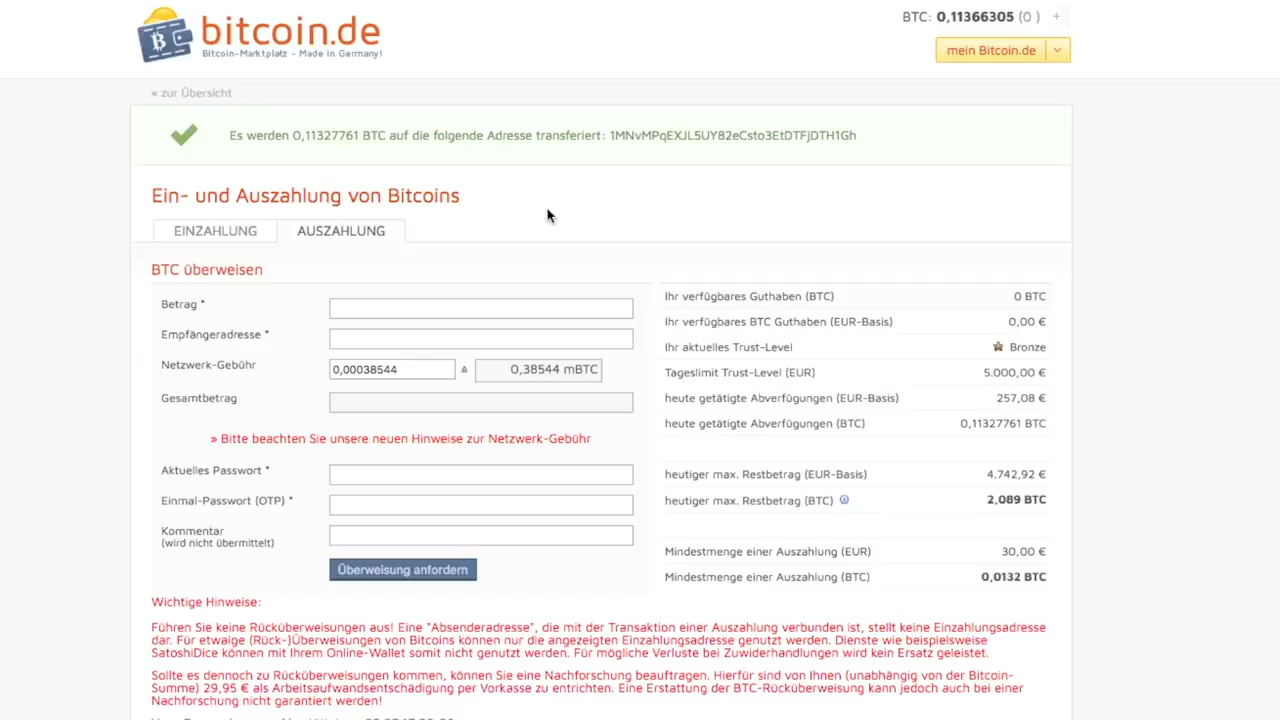 bitcoin.de
Bitcoin-Marktplatz - Made in Germany!
BTC: 0,11366305 (0 ) +
mein Bitcoin.de
« zur Übersicht
Es werden 0,11327761 BTC auf die folgende Adresse transferiert: 1MNvMPqEXJL5UY82eCsto3EtDTFjDTH1Gh
Ein- und Auszahlung von Bitcoins
EINZAHLUNG AUSZAHLUNG
BTC überweisen
Betrag *
Empfängeradresse *
Netzwerk-Gebühr 0,00038544 ≙ 0,38544 mBTC
Gesamtbetrag
» Bitte beachten Sie unsere neuen Hinweise zur Netzwerk-Gebühr
Aktuelles Passwort *
Einmal-Passwort (OTP) *
Kommentar
(wird nicht übermittelt)
Überweisung anfordern
Ihr verfügbares Guthaben (BTC) 0 BTC
Ihr verfügbares BTC Guthaben (EUR-Basis) 0,00 €
Ihr aktuelles Trust-Level Bronze
Tageslimit Trust-Level (EUR) 5.000,00 €
heute getätigte Abverfügungen (EUR-Basis) 257,08 €
heute getätigte Abverfügungen (BTC) 0,11327761 BTC
heutiger max. Restbetrag (EUR-Basis) 4.742,92 €
heutiger max. Restbetrag (BTC) 2,089 BTC
Mindestmenge einer Auszahlung (EUR) 30,00 €
Mindestmenge einer Auszahlung (BTC) 0,0132 BTC
Wichtige Hinweise:
Führen Sie keine Rücküberweisungen aus! Eine "Absenderadresse", die mit der Transaktion einer Auszahlung verbunden ist, stellt keine Einzahlungsadresse
dar. Für etwaige (Rück-)Überweisungen von Bitcoins können nur die angezeigten Einzahlungsadresse genutzt werden. Dienste wie beispielsweise
SatoshiDice können mit Ihrem Online-Wallet somit nicht genutzt werden. Für mögliche Verluste bei Zuwiderhandlungen wird kein Ersatz geleistet.
Sollte es dennoch zu Rücküberweisungen kommen, können Sie eine Nachforschung beauftragen. Hierfür sind von Ihnen (unabhängig von der Bitcoin-
Summe) 29,95 € als Arbeitsaufwandsentschädigung per Vorkasse zu entrichten. Eine Erstattung der BTC-Rücküberweisung kann jedoch auch bei einer
Nachforschung nicht garantiert werden!